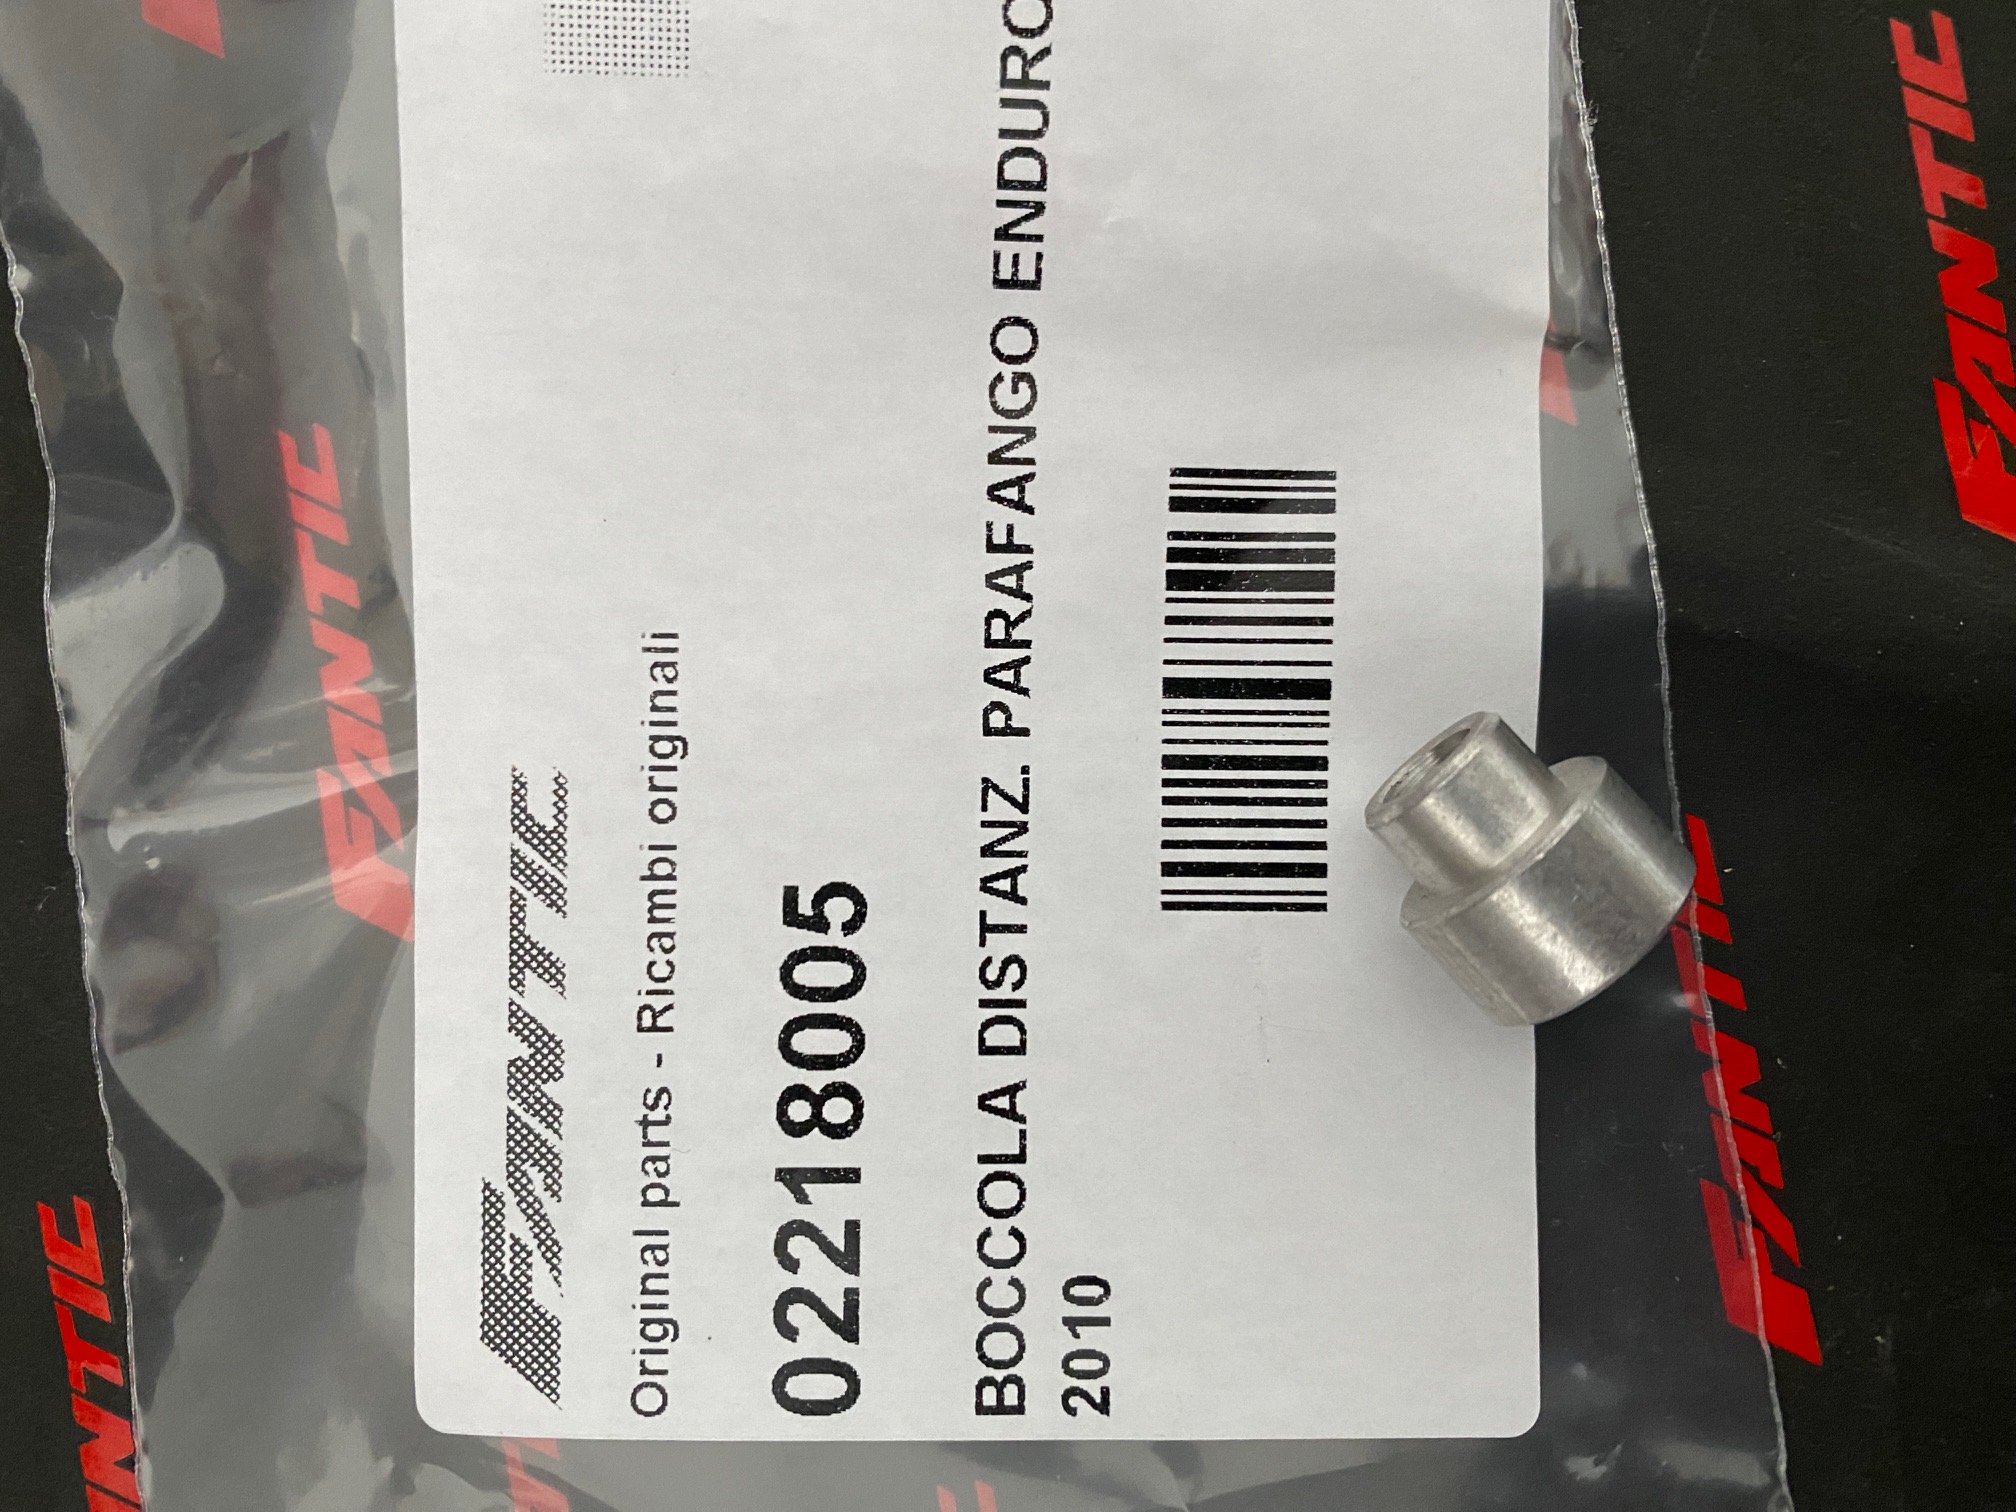 FANTIC
Original parts - Ricambi originali
02218005
BOCCOLA DISTANZ. PARAFANGO ENDURO
2010
FANTIC
FANTIC
FANTIC
FANTIC